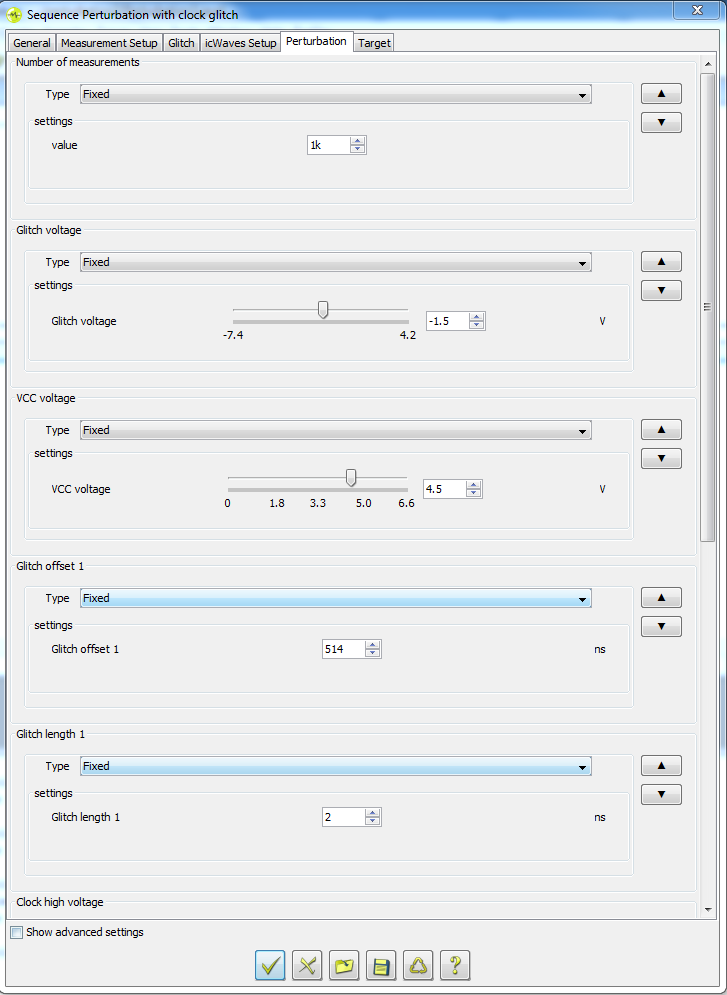 Sequence Perturbation with clock glitch
General Measurement Setup Glitch icWaves Setup Perturbation Target
Number of measurements
Type Fixed
settings
value 1k
Glitch voltage
Type Fixed
settings
Glitch voltage -1.5 V
-7.4 4.2
VCC voltage
Type Fixed
settings
VCC voltage 4.5 V
0 1.8 3.3 5.0 6.6
Glitch offset 1
Type Fixed
settings
Glitch offset 1 514 ns
Glitch length 1
Type Fixed
settings
Glitch length 1 2 ns
Clock high voltage
Show advanced settings
?